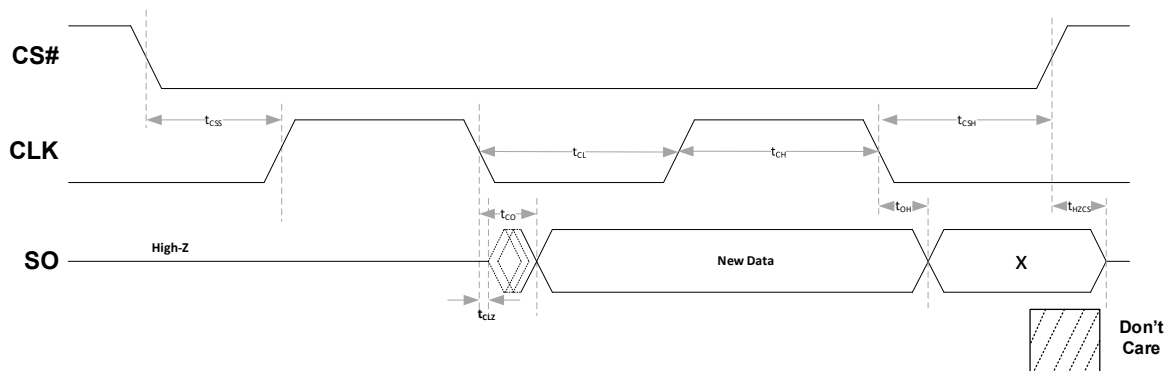 CS#
tCSS
tCSH
CLK
tCL
tCH
tCO
tOH
tHZCS
High-Z
SO
New Data
X
tCLZ
Don't
Care